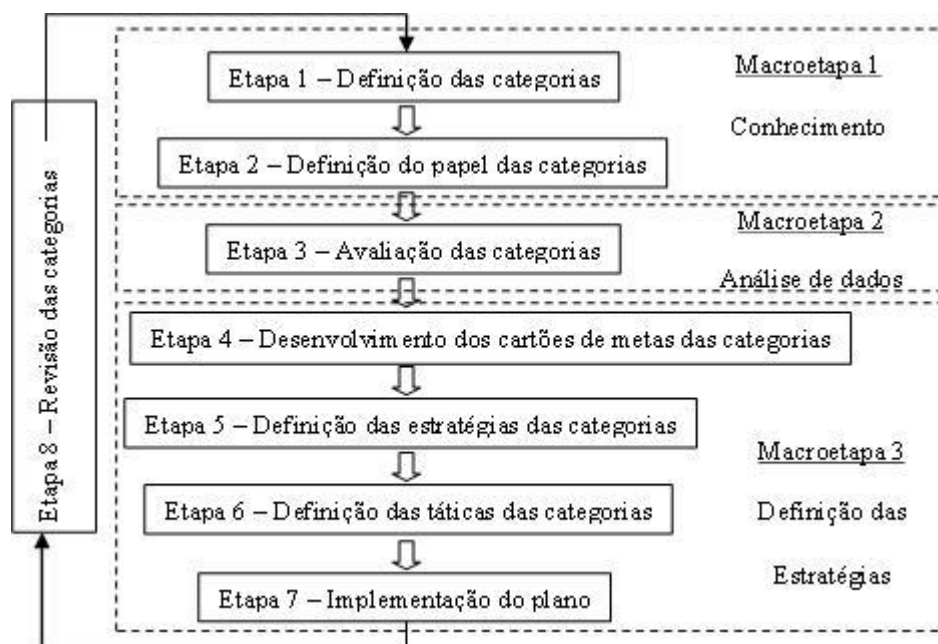 Etapa 1 – Definição das categorias
Macroetapa 1
Conhecimento
Etapa 2 – Definição do papel das categorias
Macroetapa 2
Etapa 3 – Avaliação das categorias
Análise de dados
Etapa 4 – Desenvolvimento dos cartões de metas das categorias
Etapa 5 – Definição das estratégias das categorias
Macroetapa 3
Etapa 6 – Definição das táticas das categorias
Definição das
Estratégias
Etapa 7 – Implementação do plano
Etapa 8 – Revisão das categorias